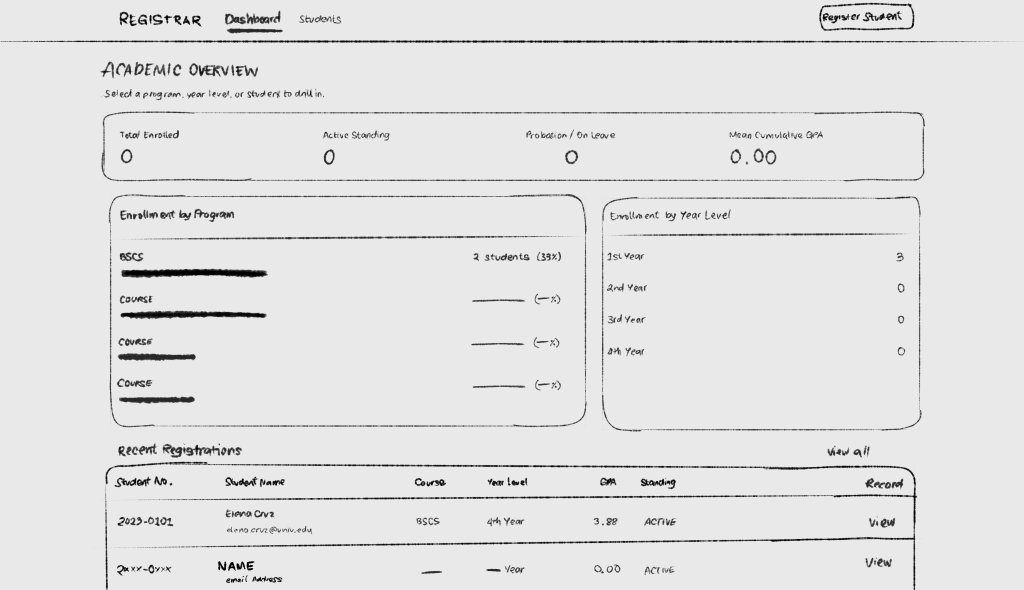 REGISTRAR Dashboard Students Register Student
ACADEMIC OVERVIEW
Select a program, year level, or student to drill in.
Total Enrolled Active Standing Probation / On Leave Mean Cumulative GPA
0 0 0 0.00
Enrollment by Program
BSCS 2 students (33%)
COURSE (—%)
COURSE (—%)
COURSE (—%)
Enrollment by Year Level
1st Year 3
2nd Year 0
3rd Year 0
4th Year 0
Recent Registrations View all
Student No. Student Name Course Year Level GPA Standing Record
2023-0101 Elena Cruz BSCS 4th Year 3.88 ACTIVE View
elena.cruz@univ.edu
2xxx-0xxx NAME — — Year 0.00 ACTIVE View
email Address